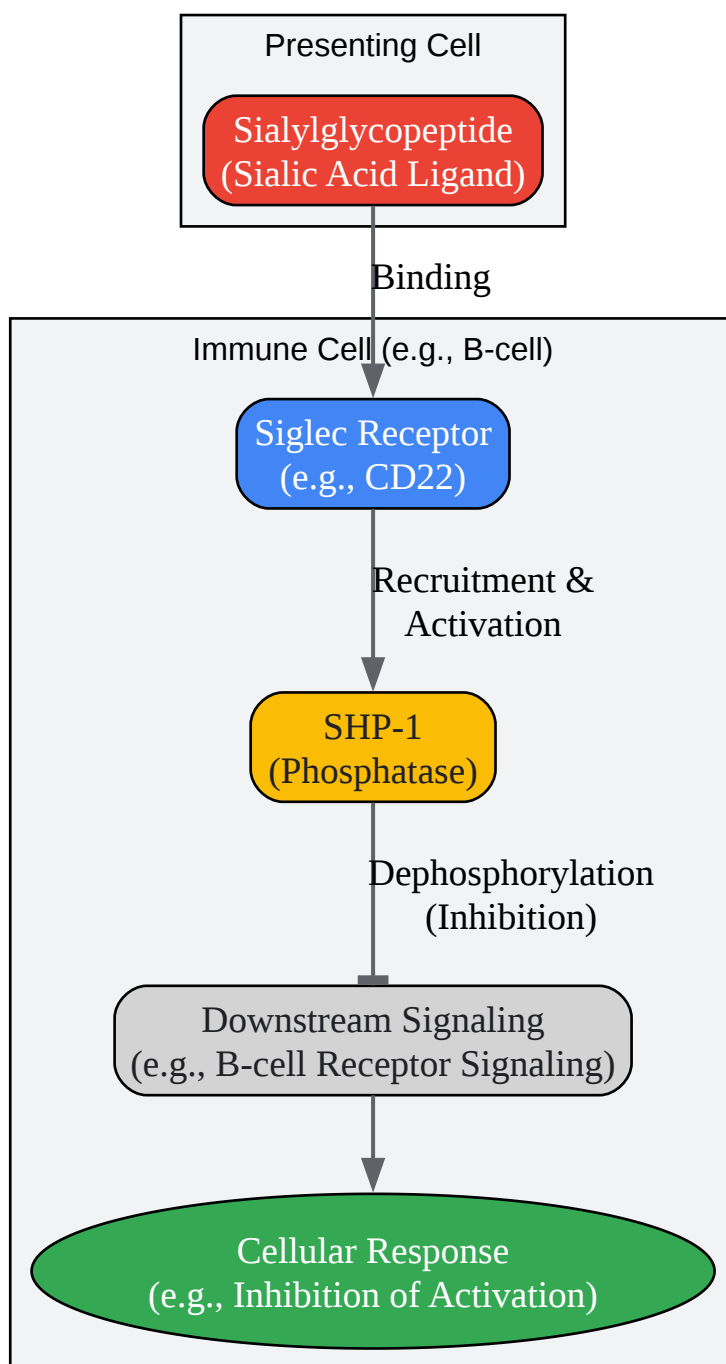 Presenting Cell
Sialylglycopeptide
(Sialic Acid Ligand)
Binding
Immune Cell (e.g., B-cell)
Siglec Receptor
(e.g., CD22)
Recruitment &
Activation
SHP-1
(Phosphatase)
Dephosphorylation
(Inhibition)
Downstream Signaling
(e.g., B-cell Receptor Signaling)
Cellular Response
(e.g., Inhibition of Activation)